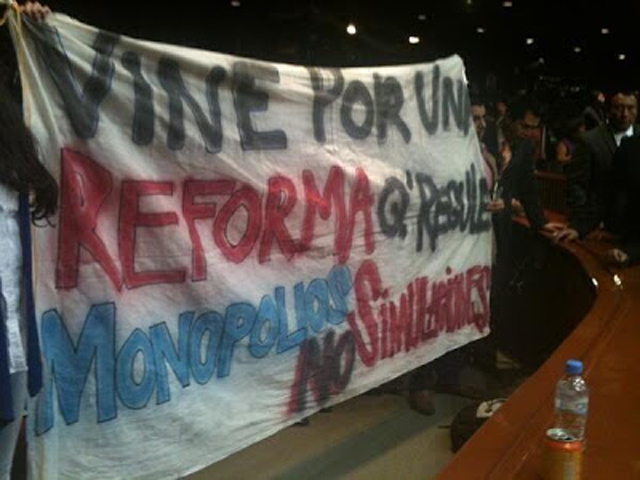 VINE POR UNA
REFORMA Q' REGULE
MONOPOLIOS
NO SIMULACIONES